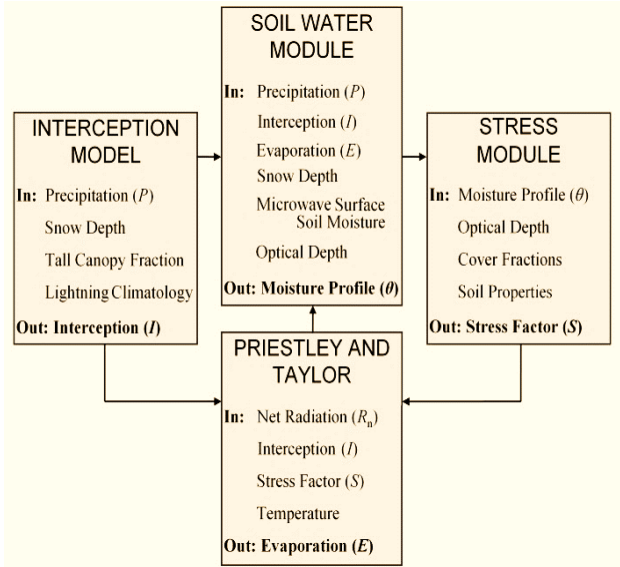 SOIL WATER
MODULE
In: Precipitation (P)
Interception (I)
Evaporation (E)
Snow Depth
Microwave Surface
Soil Moisture
Optical Depth
Out: Moisture Profile (θ)
INTERCEPTION
MODEL
In: Precipitation (P)
Snow Depth
Tall Canopy Fraction
Lightning Climatology
Out: Interception (I)
STRESS
MODULE
In: Moisture Profile (θ)
Optical Depth
Cover Fractions
Soil Properties
Out: Stress Factor (S)
PRIESTLEY AND
TAYLOR
In: Net Radiation (Rn)
Interception (I)
Stress Factor (S)
Temperature
Out: Evaporation (E)